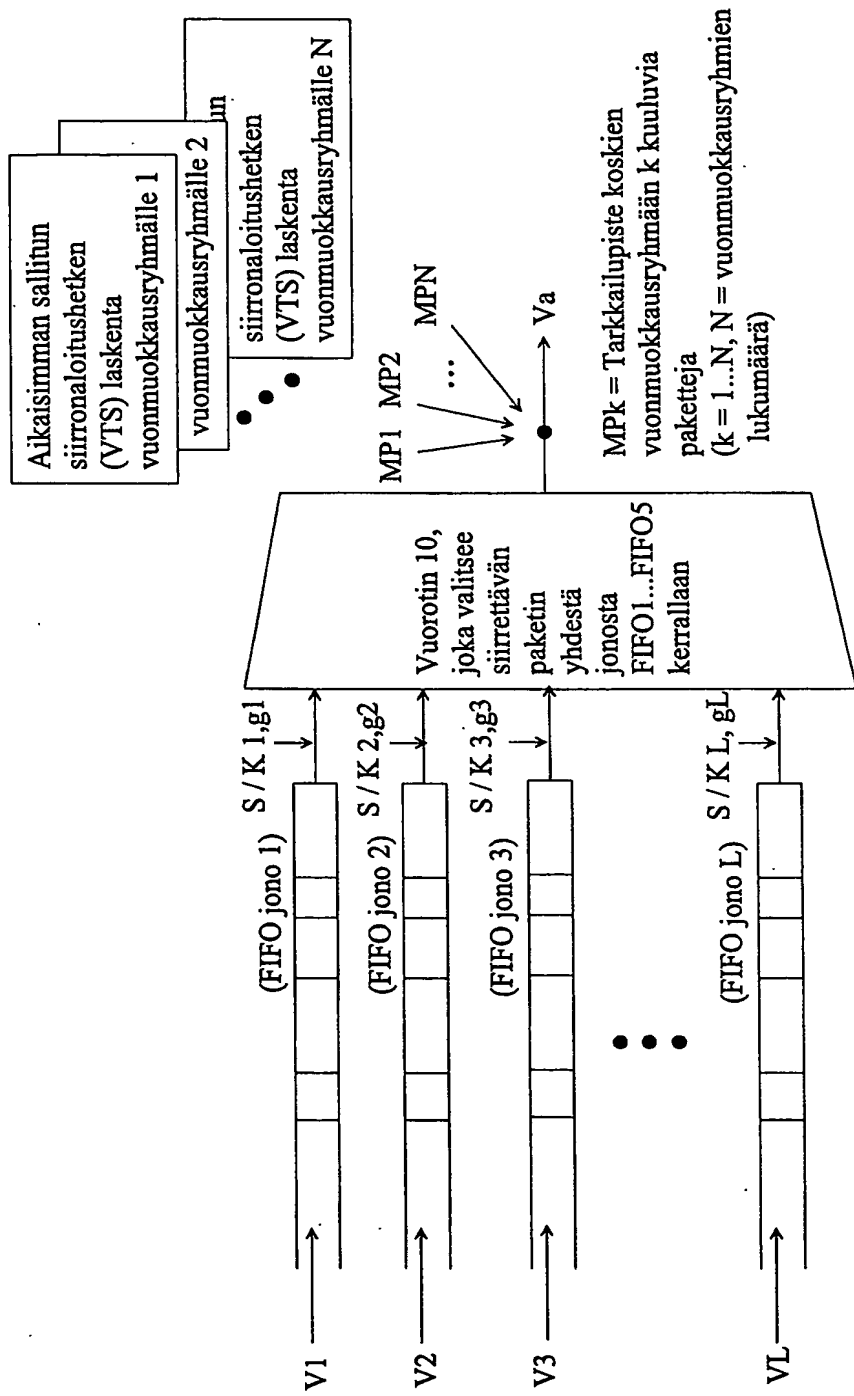 Aikaisimman sallitun
siirronaloitushetken
(VTS) laskenta
vuonmuokkausryhmälle 1
vuonmuokkausryhmälle 2
un
siirronaloitushetken
(VTS) laskenta
vuonmuokkausryhmälle N
MP1
MP2
...
MPN
Va
MPk = Tarkkailupiste koskien
vuonmuokkausryhmään k kuuluvia
paketteja
(k = 1...N, N = vuonmuokkausryhmien
lukumäärä)
Vuorotin 10,
joka valitsee
siirrettävän
paketin
yhdestä
jonosta
FIFO1...FIFO5
kerrallaan
S / K 1,g1
(FIFO jono 1)
V1
S / K 2,g2
(FIFO jono 2)
V2
S / K 3,g3
(FIFO jono 3)
V3
S / K L, gL
(FIFO jono L)
VL